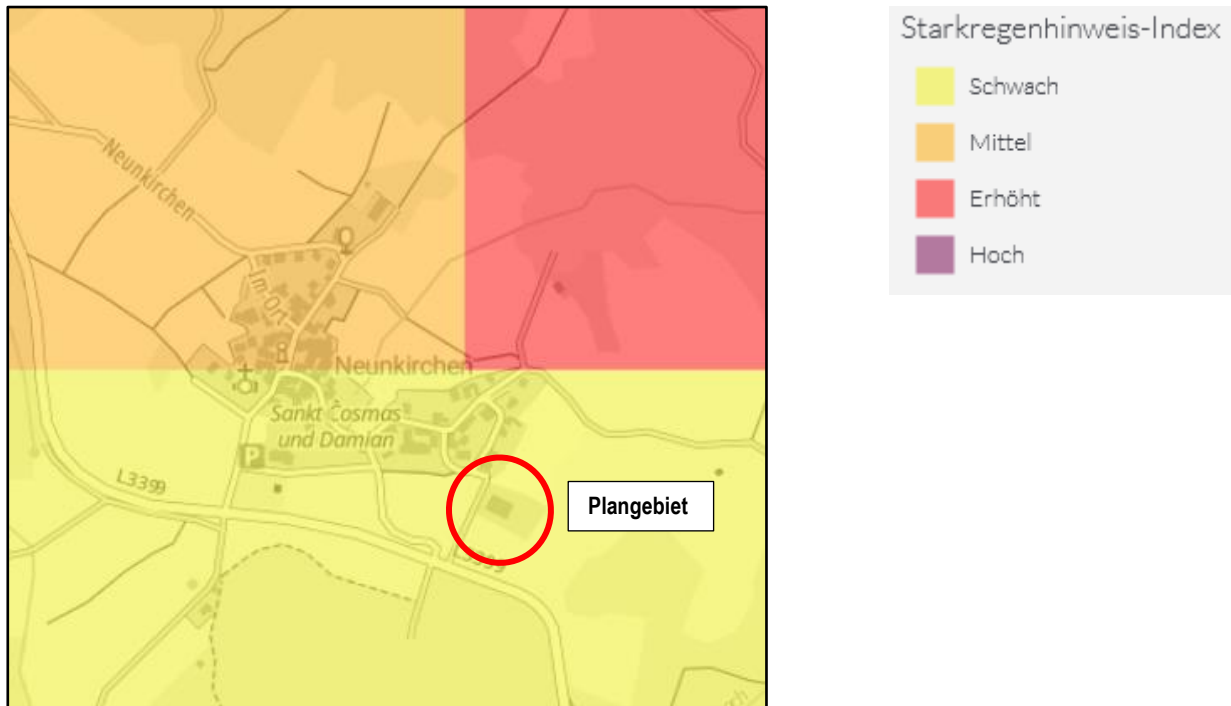 Starkregenhinweis-Index
Schwach
Mittel
Erhöht
Hoch
Neunkirchen
Im-Ort
Neunkirchen
Sankt Cosmas
und Damian
P
L3399
Plangebiet